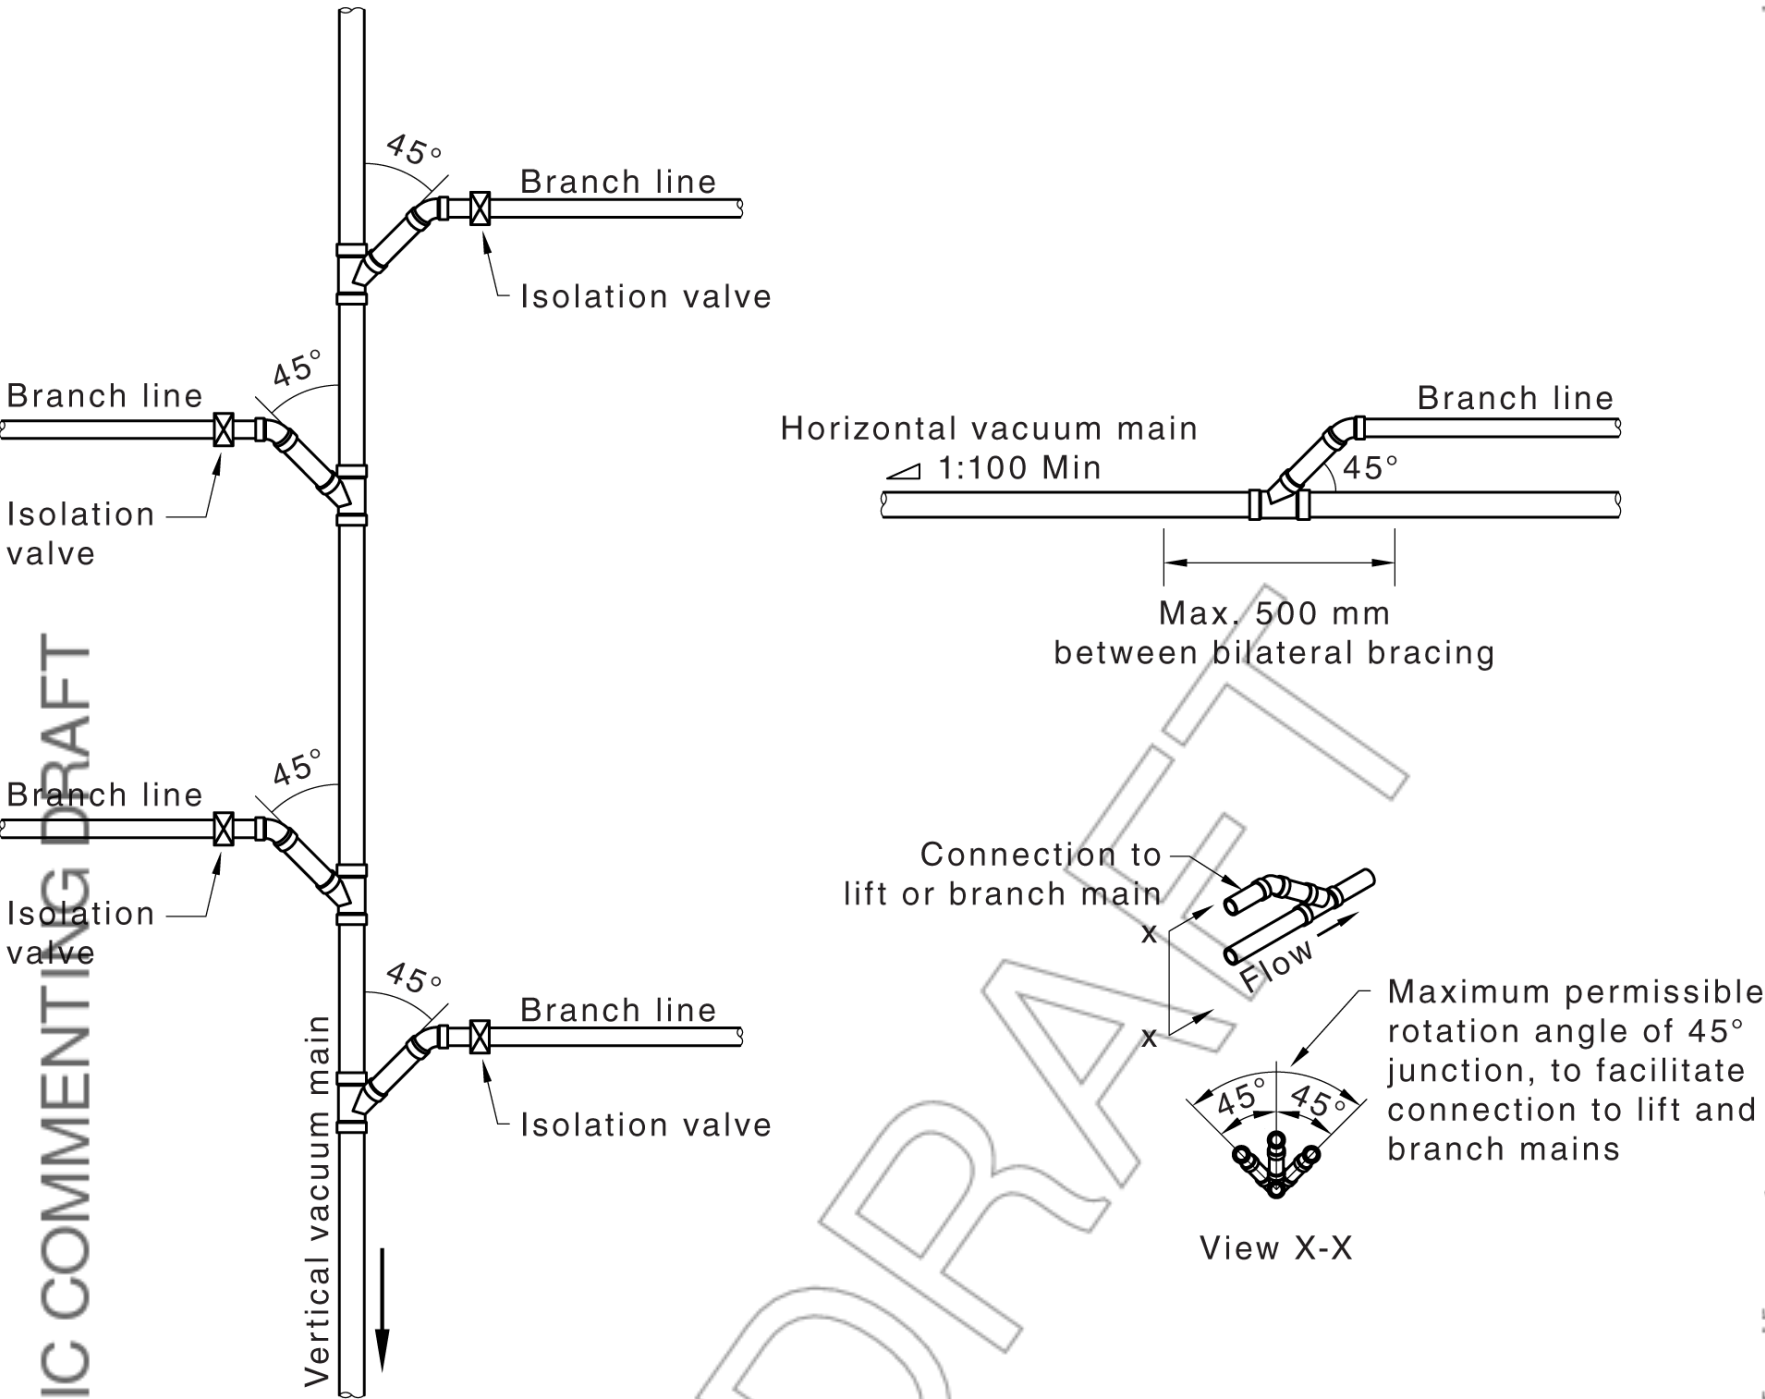 45°
Branch line
Isolation valve
45°
Branch line
Isolation
valve
45°
Branch line
Isolation
valve
45°
Branch line
Isolation valve
Vertical vacuum main
Horizontal vacuum main
1:100 Min
Branch line
45°
Max. 500 mm
between bilateral bracing
Connection to
lift or branch main
x
x
Flow
Maximum permissible
rotation angle of 45°
junction, to facilitate
connection to lift and
branch mains
45° 45°
View X-X
IC COMMENTING DRAFT
DRAFT